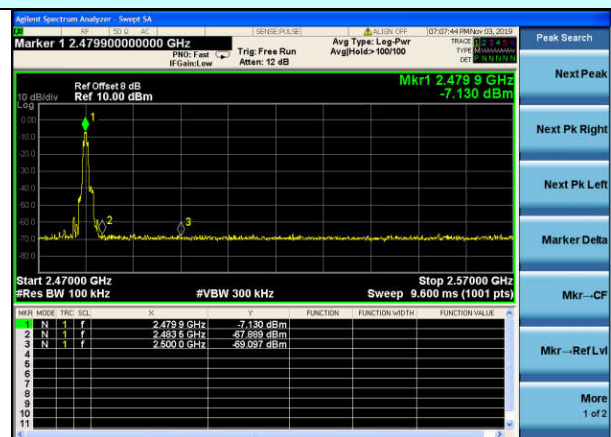 Agilent Spectrum Analyzer - Swept SA
RF 50 Ω AC SENSE:PULSE ALIGN OFF 07:07:44 PM Nov 03, 2019
Marker 1 2.479900000000 GHz
PNO: Fast
IFGain:Low
Trig: Free Run
Atten: 12 dB
Avg Type: Log-Pwr
Avg|Hold:>100/100
TRACE 1 2 3 4 5 6
TYPE M
DET P N N N N N
Peak Search
Next Peak
Next Pk Right
Next Pk Left
Marker Delta
Mkr→CF
Mkr→Ref Lvl
More
1 of 2
Mkr1 2.479 9 GHz
-7.130 dBm
Ref Offset 8 dB
10 dB/div Ref 10.00 dBm
Log
0.00
-10.0
-20.0
-30.0
-40.0
-50.0
-60.0
-70.0
-80.0
1
2
3
Start 2.47000 GHz Stop 2.57000 GHz
#Res BW 100 kHz #VBW 300 kHz Sweep 9.600 ms (1001 pts)
MKR MODE TRC SCL X Y FUNCTION FUNCTION WIDTH FUNCTION VALUE
1 N 1 f 2.479 9 GHz -7.130 dBm
2 N 1 f 2.483 5 GHz -67.889 dBm
3 N 1 f 2.500 0 GHz -69.097 dBm
4
5
6
7
8
9
10
11